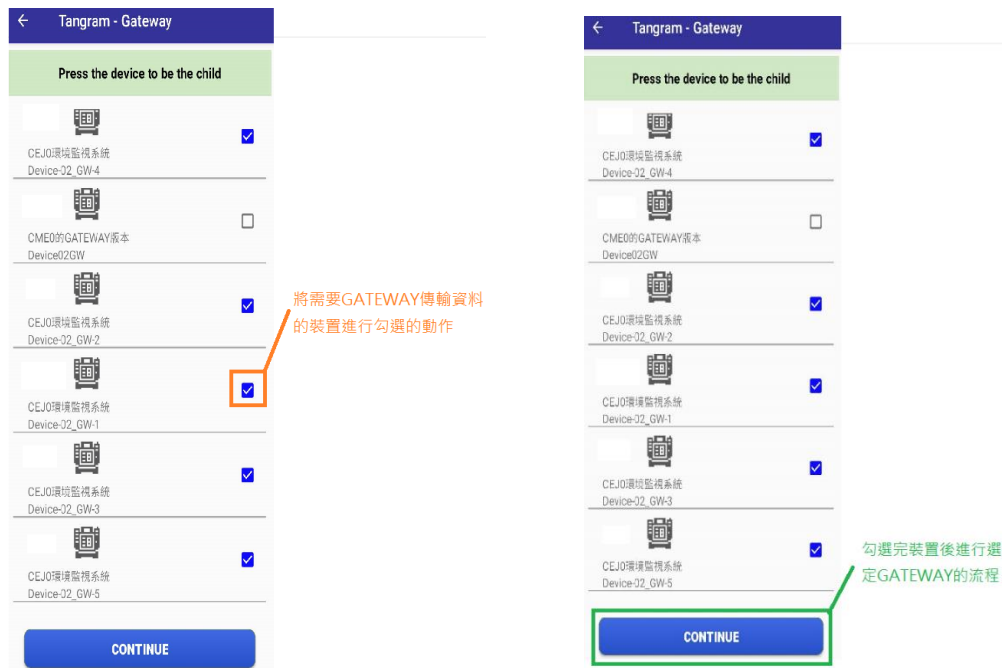 ← Tangram - Gateway
Press the device to be the child
CEJ0環境監視系統
Device-02_GW-4
CME0的GATEWAY版本
Device02GW
CEJ0環境監視系統
Device-02_GW-2
CEJ0環境監視系統
Device-02_GW-1
CEJ0環境監視系統
Device-02_GW-3
CEJ0環境監視系統
Device-02_GW-5
CONTINUE
將需要GATEWAY傳輸資料
的裝置進行勾選的動作
← Tangram - Gateway
Press the device to be the child
CEJ0環境監視系統
Device-02_GW-4
CME0的GATEWAY版本
Device02GW
CEJ0環境監視系統
Device-02_GW-2
CEJ0環境監視系統
Device-02_GW-1
CEJ0環境監視系統
Device-02_GW-3
CEJ0環境監視系統
Device-02_GW-5
CONTINUE
勾選完裝置後進行選
定GATEWAY的流程